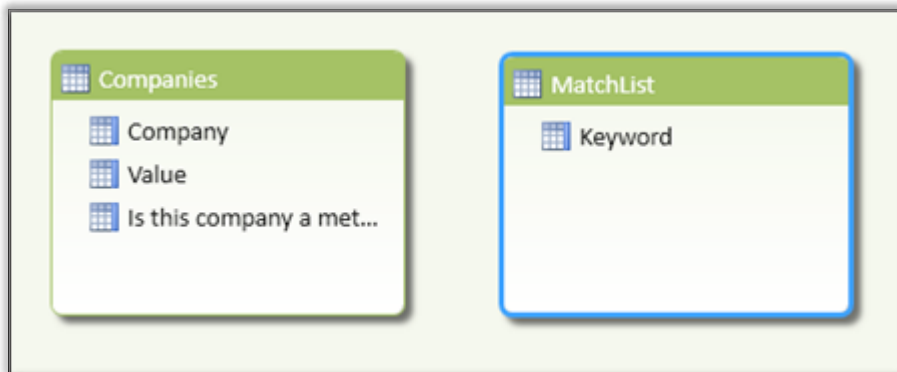 Companies
Company
Value
Is this company a met...
MatchList
Keyword